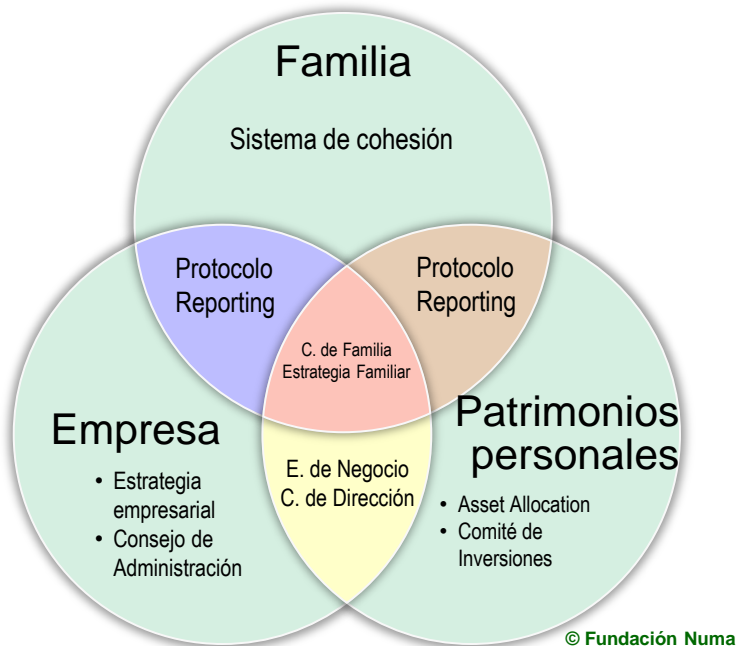 Familia
Sistema de cohesión
Protocolo
Reporting
Protocolo
Reporting
C. de Familia
Estrategia Familiar
Empresa
• Estrategia
empresarial
• Consejo de
Administración
E. de Negocio
C. de Dirección
Patrimonios
personales
• Asset Allocation
• Comité de
Inversiones
© Fundación Numa